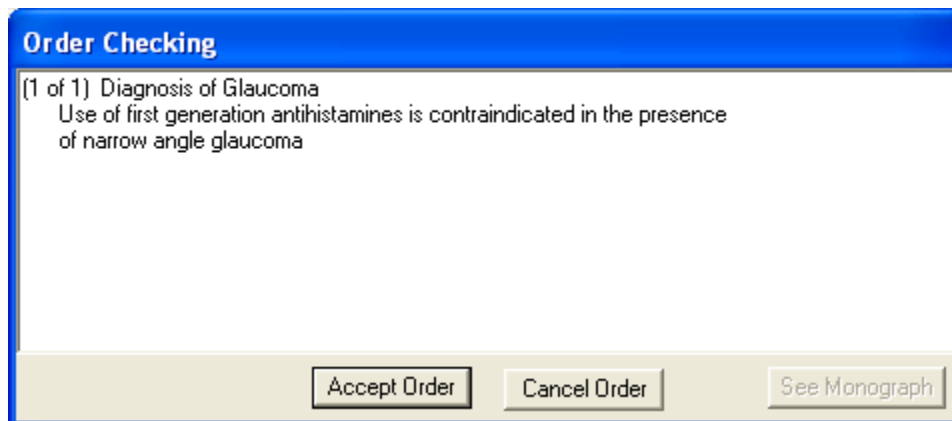 Order Checking
(1 of 1) Diagnosis of Glaucoma
Use of first generation antihistamines is contraindicated in the presence
of narrow angle glaucoma
Accept Order Cancel Order See Monograph